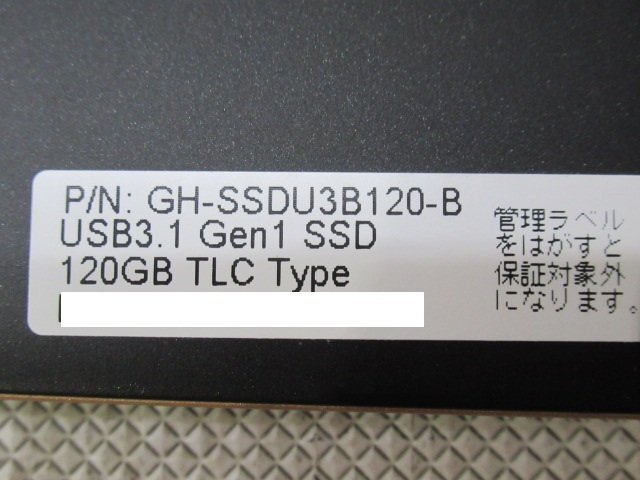 P/N: GH-SSDU3B120-B
USB3.1 Gen1 SSD
120GB TLC Type
管理ラベル
をはがすと
保証対象外
になります。